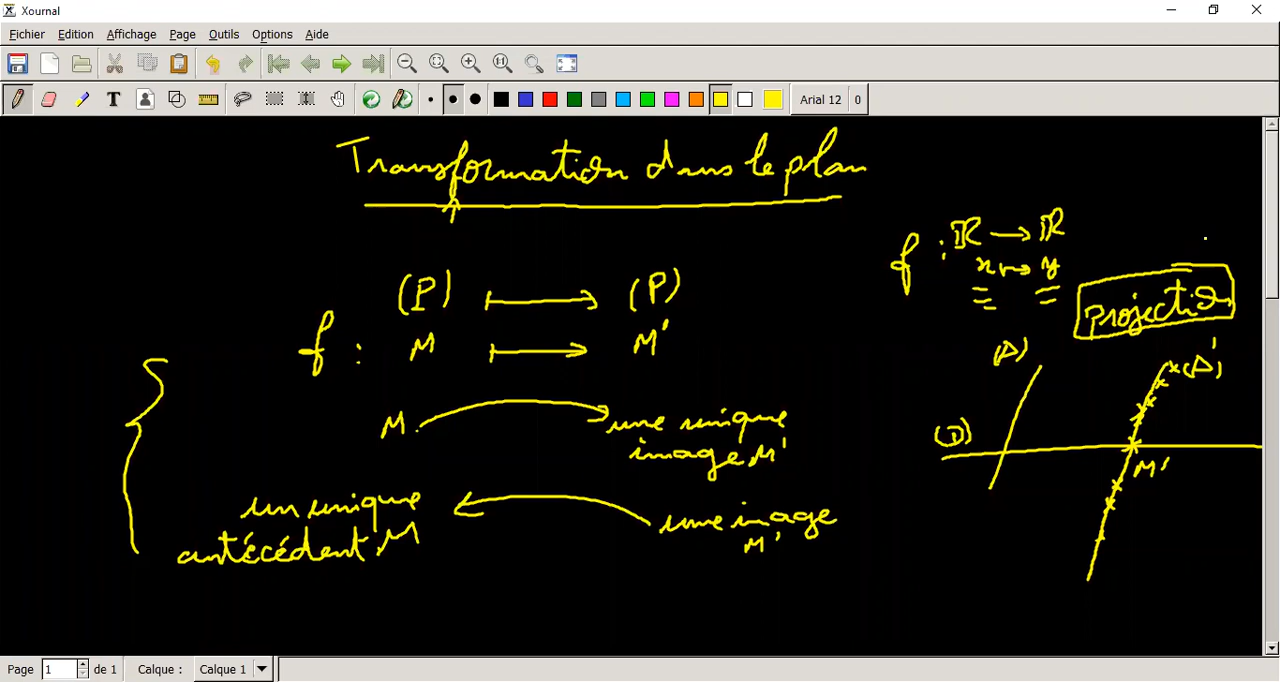 Xournal
Fichier Edition Affichage Page Outils Options Aide
Arial 12 0
Transformation dans le plan
f : ℝ → ℝ
x ↦ y
projection
(P) ⟼ (P)
f : M ⟼ M'
M une unique
image M'
un unique
antécédent M
une image
M'
(Δ)
(Δ')
(D)
M'
Page 1 de 1 Calque : Calque 1